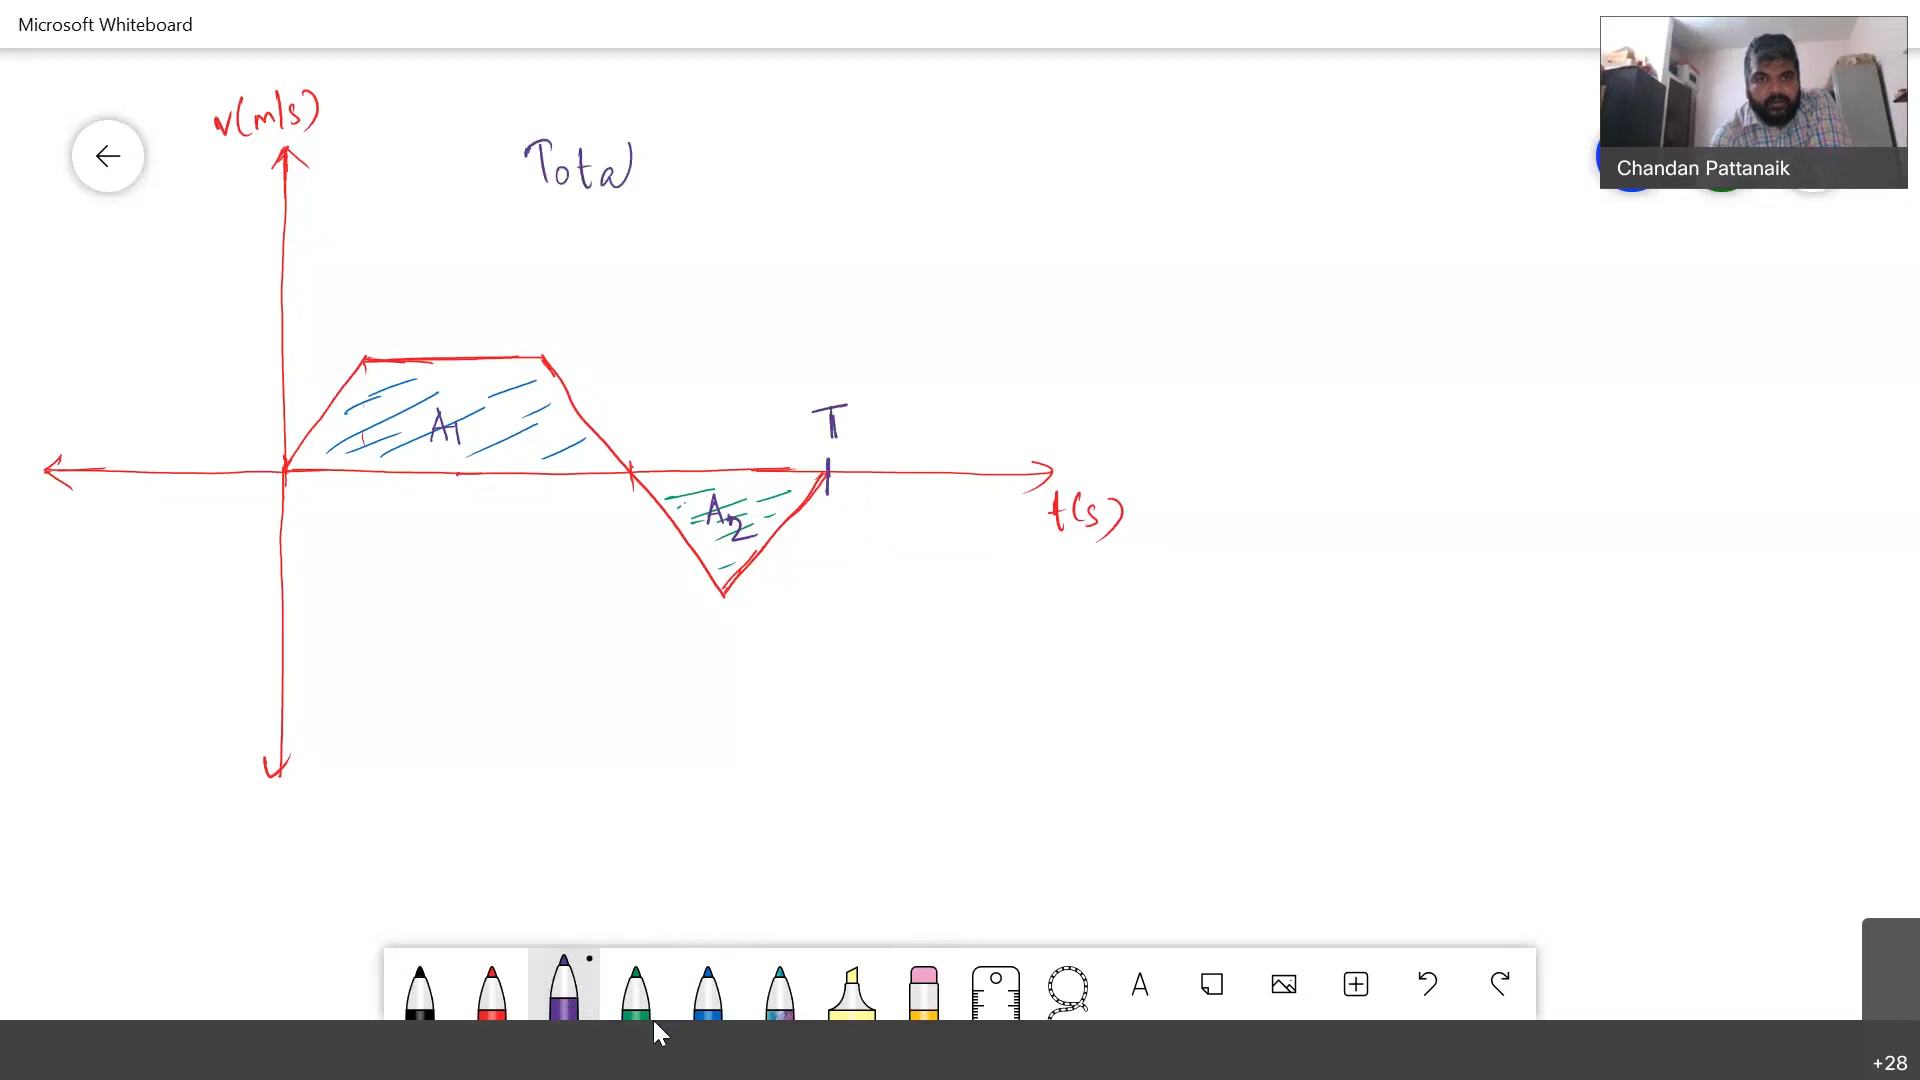 Microsoft Whiteboard
v(m/s)
Total
Chandan Pattanaik
A1
T
A2
t(s)
+28